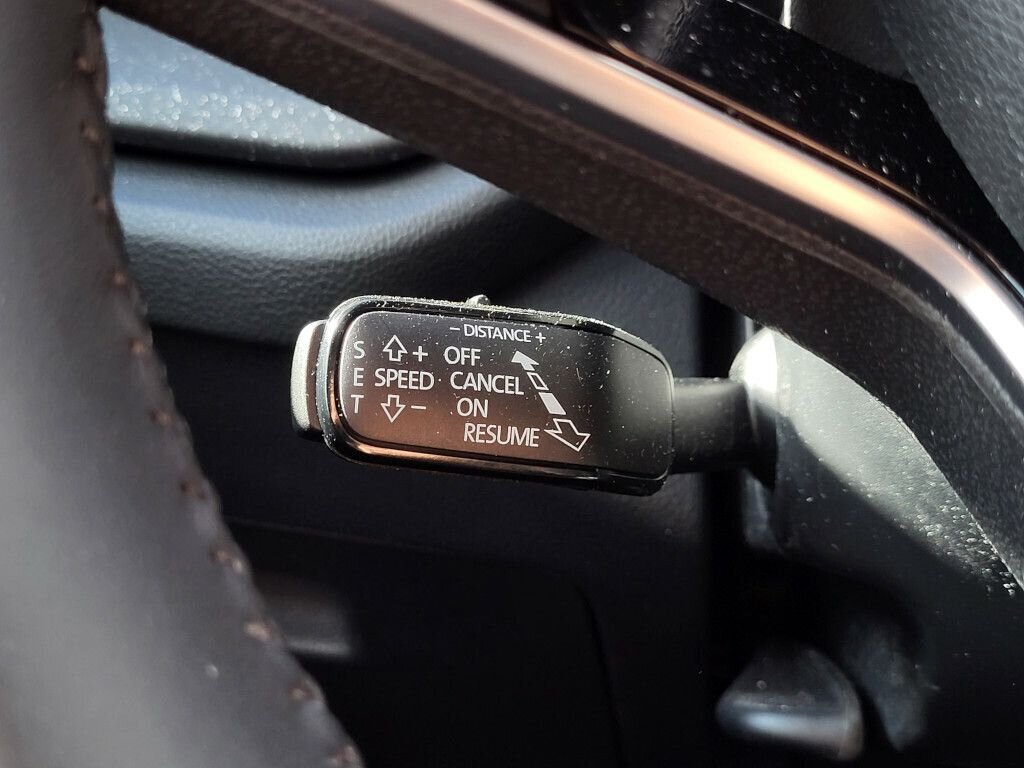 - DISTANCE +
S + OFF
E SPEED CANCEL
T - ON
RESUME